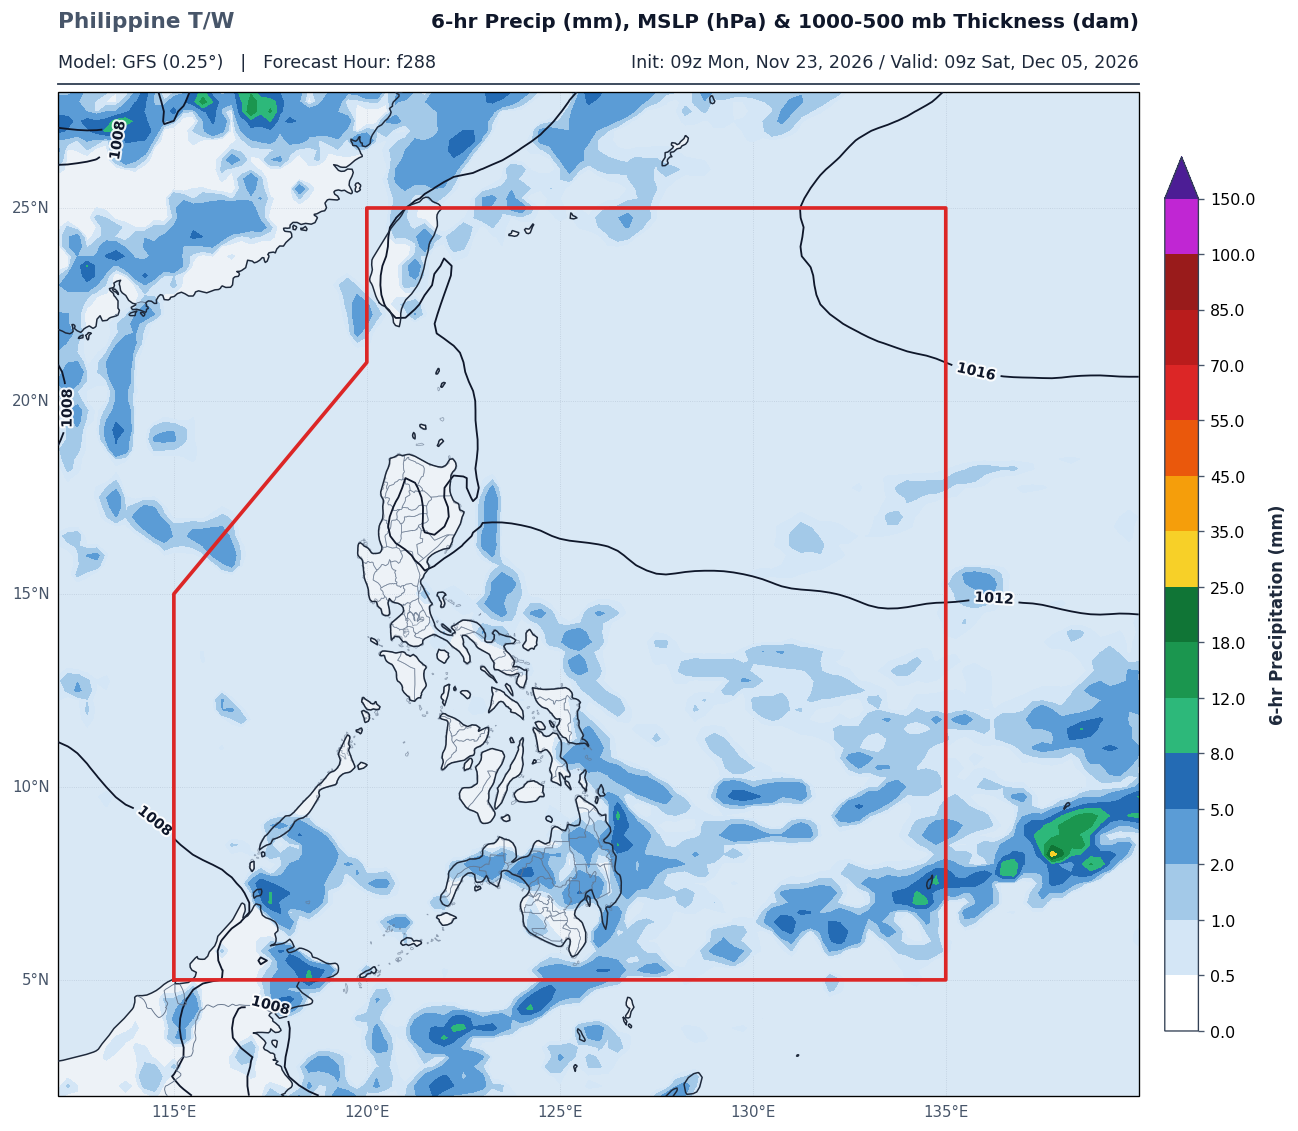 Philippine T/W
6-hr Precip (mm), MSLP (hPa) & 1000-500 mb Thickness (dam)
Model: GFS (0.25°) | Forecast Hour: f288
Init: 09z Mon, Nov 23, 2026 / Valid: 09z Sat, Dec 05, 2026
1008
25°N
1016
20°N
1008
15°N
1012
10°N
1008
5°N
1008
115°E
120°E
125°E
130°E
135°E
150.0
100.0
85.0
70.0
55.0
45.0
35.0
25.0
18.0
12.0
8.0
5.0
2.0
1.0
0.5
0.0
6-hr Precipitation (mm)